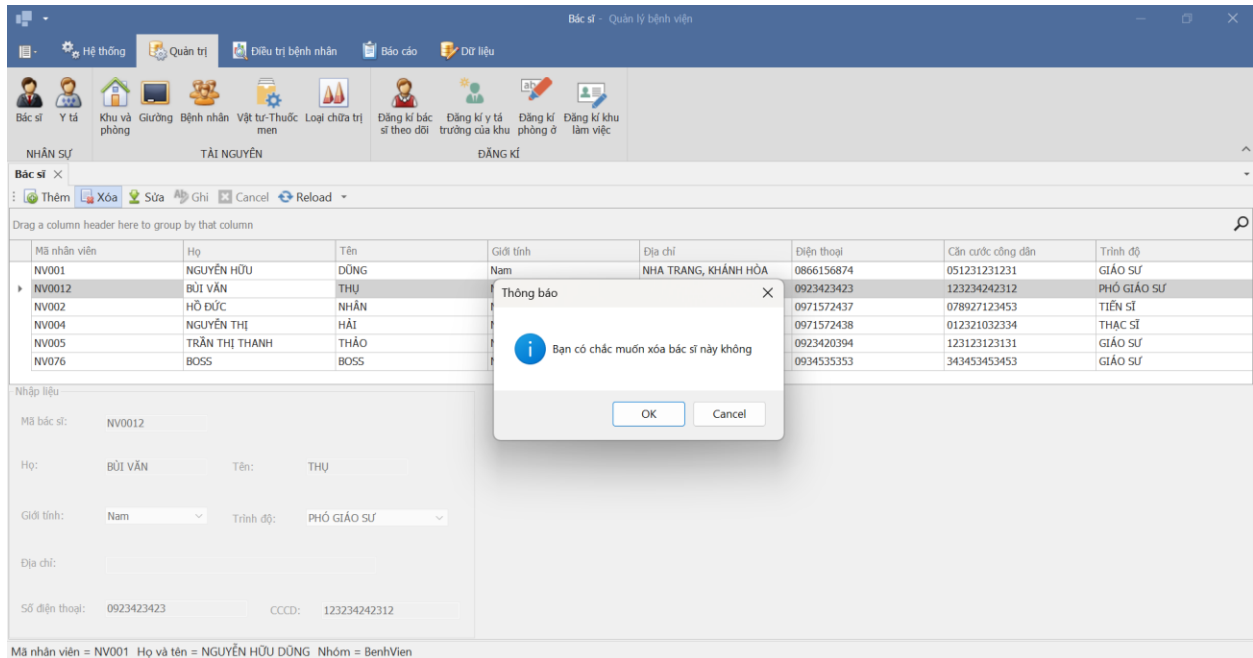 Bác sĩ - Quản lý bệnh viện
Hệ thống Quản trị Điều trị bệnh nhân Báo cáo Dữ liệu
Bác sĩ Y tá Khu và phòng Giường Bệnh nhân Vật tư-Thuốc men Loại chữa trị Đăng kí bác sĩ theo dõi Đăng kí y tá trưởng của khu Đăng kí phòng ở Đăng kí khu làm việc
NHÂN SỰ TÀI NGUYÊN ĐĂNG KÍ
Bác sĩ
Thêm Xóa Sửa Ghi Cancel Reload
Drag a column header here to group by that column
Mã nhân viên Họ Tên Giới tính Địa chỉ Điện thoại Căn cước công dân Trình độ
NV001 NGUYỄN HỮU DŨNG Nam NHA TRANG, KHÁNH HÒA 0866156874 051231231231 GIÁO SƯ
NV0012 BÙI VĂN THỤ 0923423423 123234242312 PHÓ GIÁO SƯ
NV002 HỒ ĐỨC NHÂN 0971572437 078927123453 TIẾN SĨ
NV004 NGUYỄN THỊ HẢI 0971572438 012321032334 THẠC SĨ
NV005 TRẦN THỊ THANH THẢO 0923420394 123123123131 GIÁO SƯ
NV076 BOSS BOSS 0934535353 343453453453 GIÁO SƯ
Thông báo
Bạn có chắc muốn xóa bác sĩ này không
OK Cancel
Nhập liệu
Mã bác sĩ: NV0012
Họ: BÙI VĂN Tên: THỤ
Giới tính: Nam Trình độ: PHÓ GIÁO SƯ
Địa chỉ:
Số điện thoại: 0923423423 CCCD: 123234242312
Mã nhân viên = NV001 Họ và tên = NGUYỄN HỮU DŨNG Nhóm = BenhVien